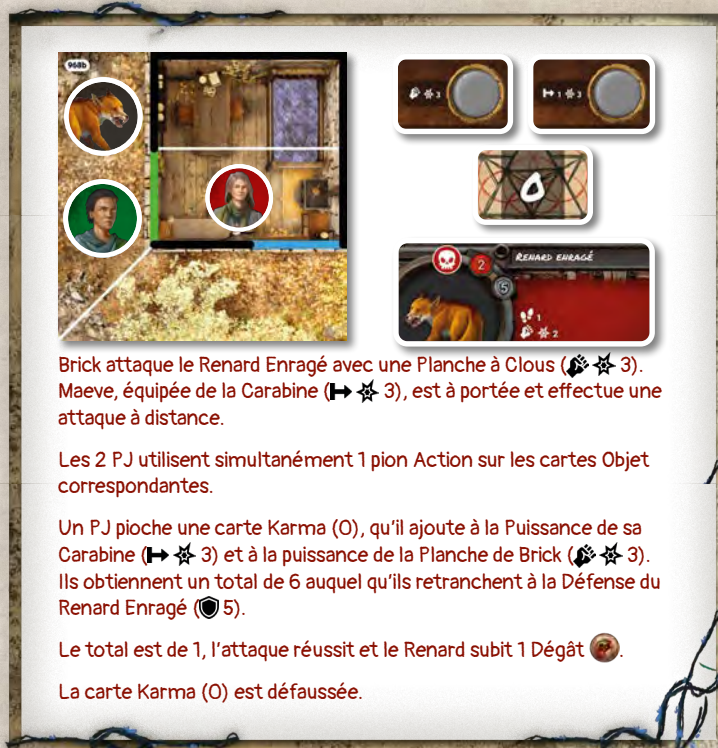 968b
3
1 3
0
2
RENARD ENRAGÉ
5
1
2
Brick attaque le Renard Enragé avec une Planche à Clous ( 3).
Maeve, équipée de la Carabine ( 3), est à portée et effectue une
attaque à distance.
Les 2 PJ utilisent simultanément 1 pion Action sur les cartes Objet
correspondantes.
Un PJ pioche une carte Karma (0), qu'il ajoute à la Puissance de sa
Carabine ( 3) et à la puissance de la Planche de Brick ( 3).
Ils obtiennent un total de 6 auquel qu'ils retranchent à la Défense du
Renard Enragé ( 5).
Le total est de 1, l'attaque réussit et le Renard subit 1 Dégât .
La carte Karma (0) est défaussée.